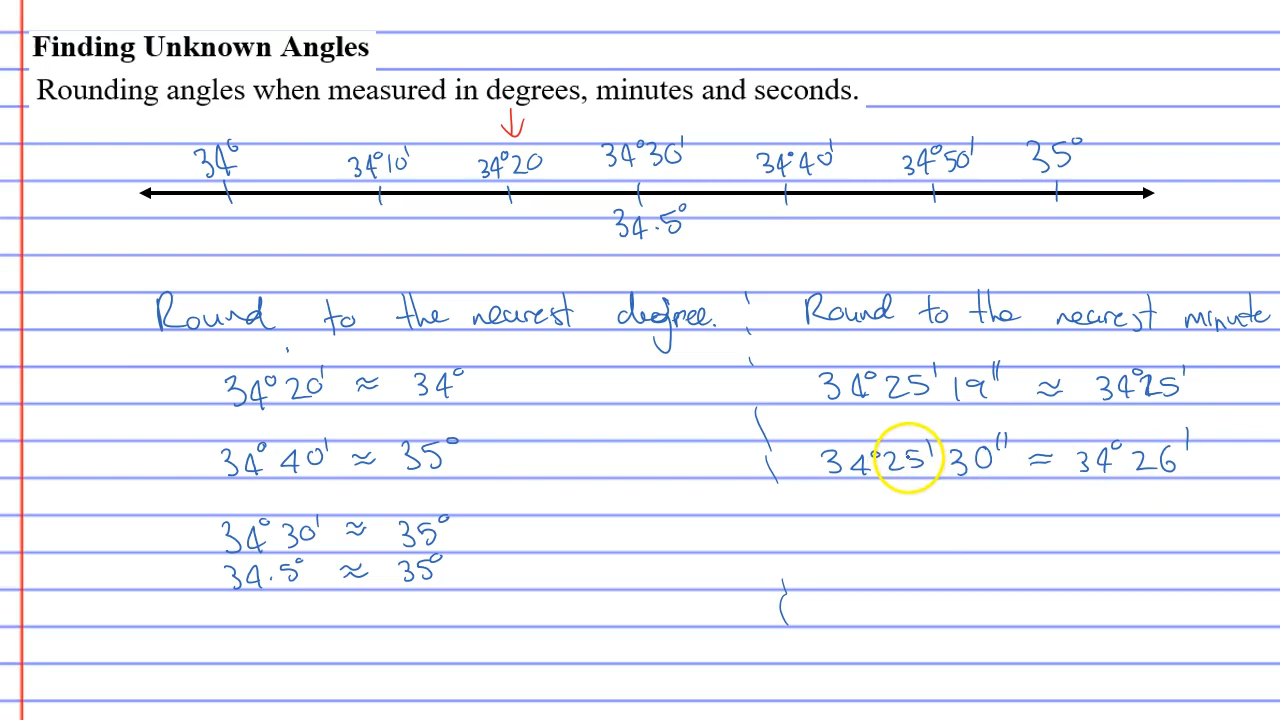 Finding Unknown Angles
Rounding angles when measured in degrees, minutes and seconds.
34° 34°10' 34°20 34°30' 34°40' 34°50' 35°
34.5°
Round to the nearest degree.
34°20' ≈ 34°
34°40' ≈ 35°
34°30' ≈ 35°
34.5° ≈ 35°
Round to the nearest minute
34°25'19" ≈ 34°25'
34°25'30" ≈ 34°26'